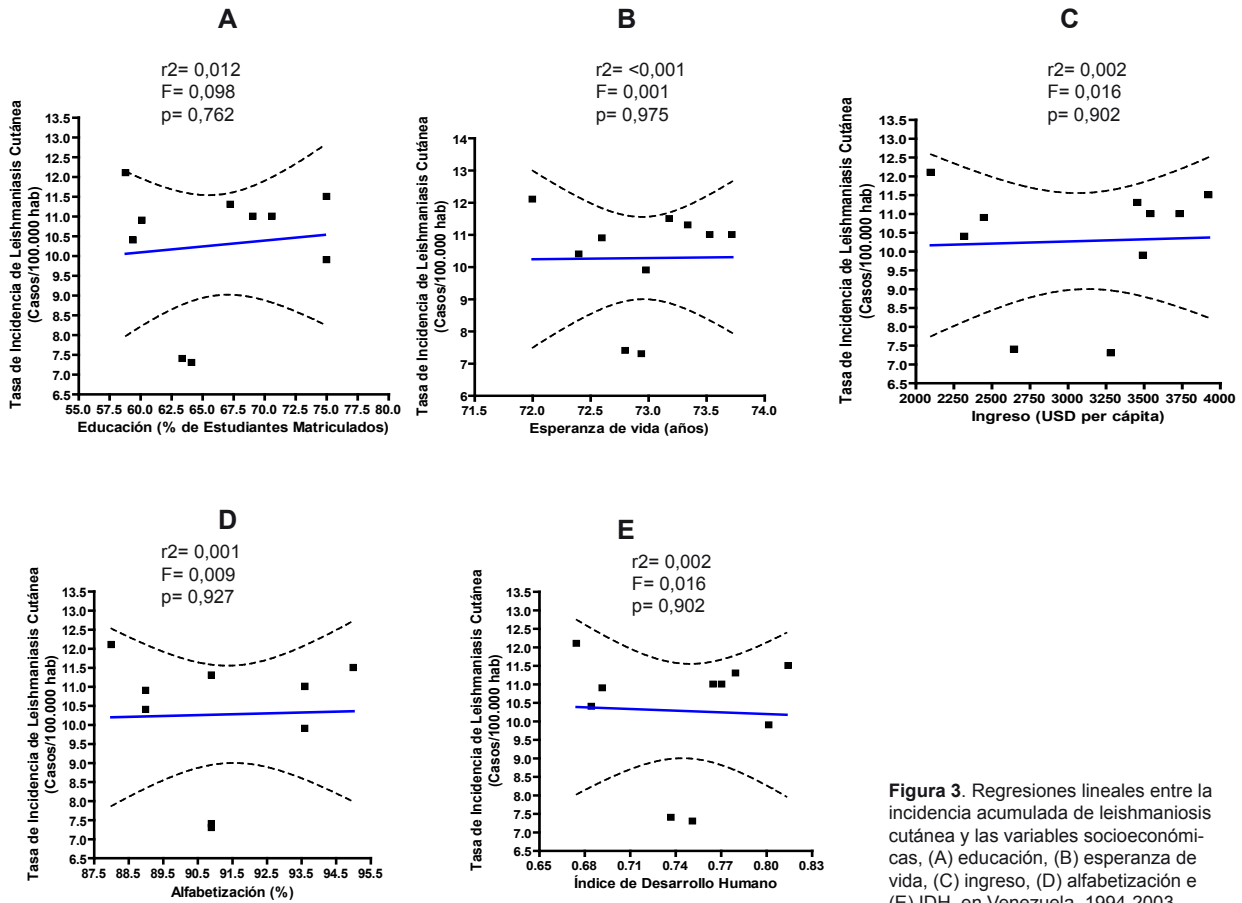 A
r2= 0,012
F= 0,098
p= 0,762
Tasa de Incidencia de Leishmaniasis Cutánea
(Casos/100.000 hab)
13.5
13.0
12.5
12.0
11.5
11.0
10.5
10.0
9.5
9.0
8.5
8.0
7.5
7.0
6.5
55.0 57.5 60.0 62.5 65.0 67.5 70.0 72.5 75.0 77.5 80.0
Educación (% de Estudiantes Matriculados)
B
r2= <0,001
F= 0,001
p= 0,975
Tasa de Incidencia de Leishmaniasis Cutánea
(Casos/100.000 hab)
14
13
12
11
10
9
8
7
6
71.5 72.0 72.5 73.0 73.5 74.0
Esperanza de vida (años)
C
r2= 0,002
F= 0,016
p= 0,902
Tasa de Incidencia de Leishmaniasis Cutánea
(Casos/100.000 hab)
13.5
13.0
12.5
12.0
11.5
11.0
10.5
10.0
9.5
9.0
8.5
8.0
7.5
7.0
6.5
5.5
2000 2250 2500 2750 3000 3250 3500 3750 4000
Ingreso (USD per cápita)
D
r2= 0,001
F= 0,009
p= 0,927
Tasa de Incidencia de Leishmaniasis Cutánea
(Casos/100.000 hab)
13.5
13.0
12.5
12.0
11.5
11.0
10.5
10.0
9.5
9.0
8.5
8.0
7.5
7.0
6.5
87.5 88.5 89.5 90.5 91.5 92.5 93.5 94.5 95.5
Alfabetización (%)
E
r2= 0,002
F= 0,016
p= 0,902
Tasa de Incidencia de Leishmaniasis Cutánea
(Casos/100.000 hab)
13.5
13.0
12.5
12.0
11.5
11.0
10.5
10.0
9.5
9.0
8.5
8.0
7.5
7.0
6.5
0.65 0.68 0.71 0.74 0.77 0.80 0.83
Índice de Desarrollo Humano
Figura 3. Regresiones lineales entre la
incidencia acumulada de leishmaniosis
cutánea y las variables socioeconómi-
cas, (A) educación, (B) esperanza de
vida, (C) ingreso, (D) alfabetización e
(E) IDH, en Venezuela, 1994-2003.